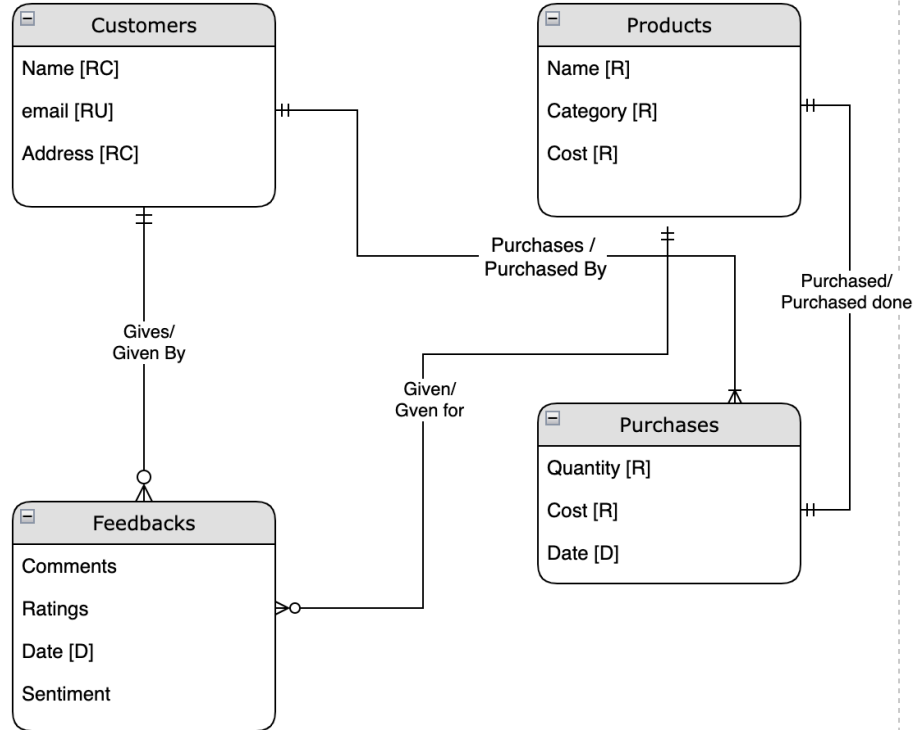 Customers
Name [RC]
email [RU]
Address [RC]
Products
Name [R]
Category [R]
Cost [R]
Purchases /
Purchased By
Purchased/
Purchased done
Gives/
Given By
Given/
Gven for
Purchases
Quantity [R]
Cost [R]
Date [D]
Feedbacks
Comments
Ratings
Date [D]
Sentiment